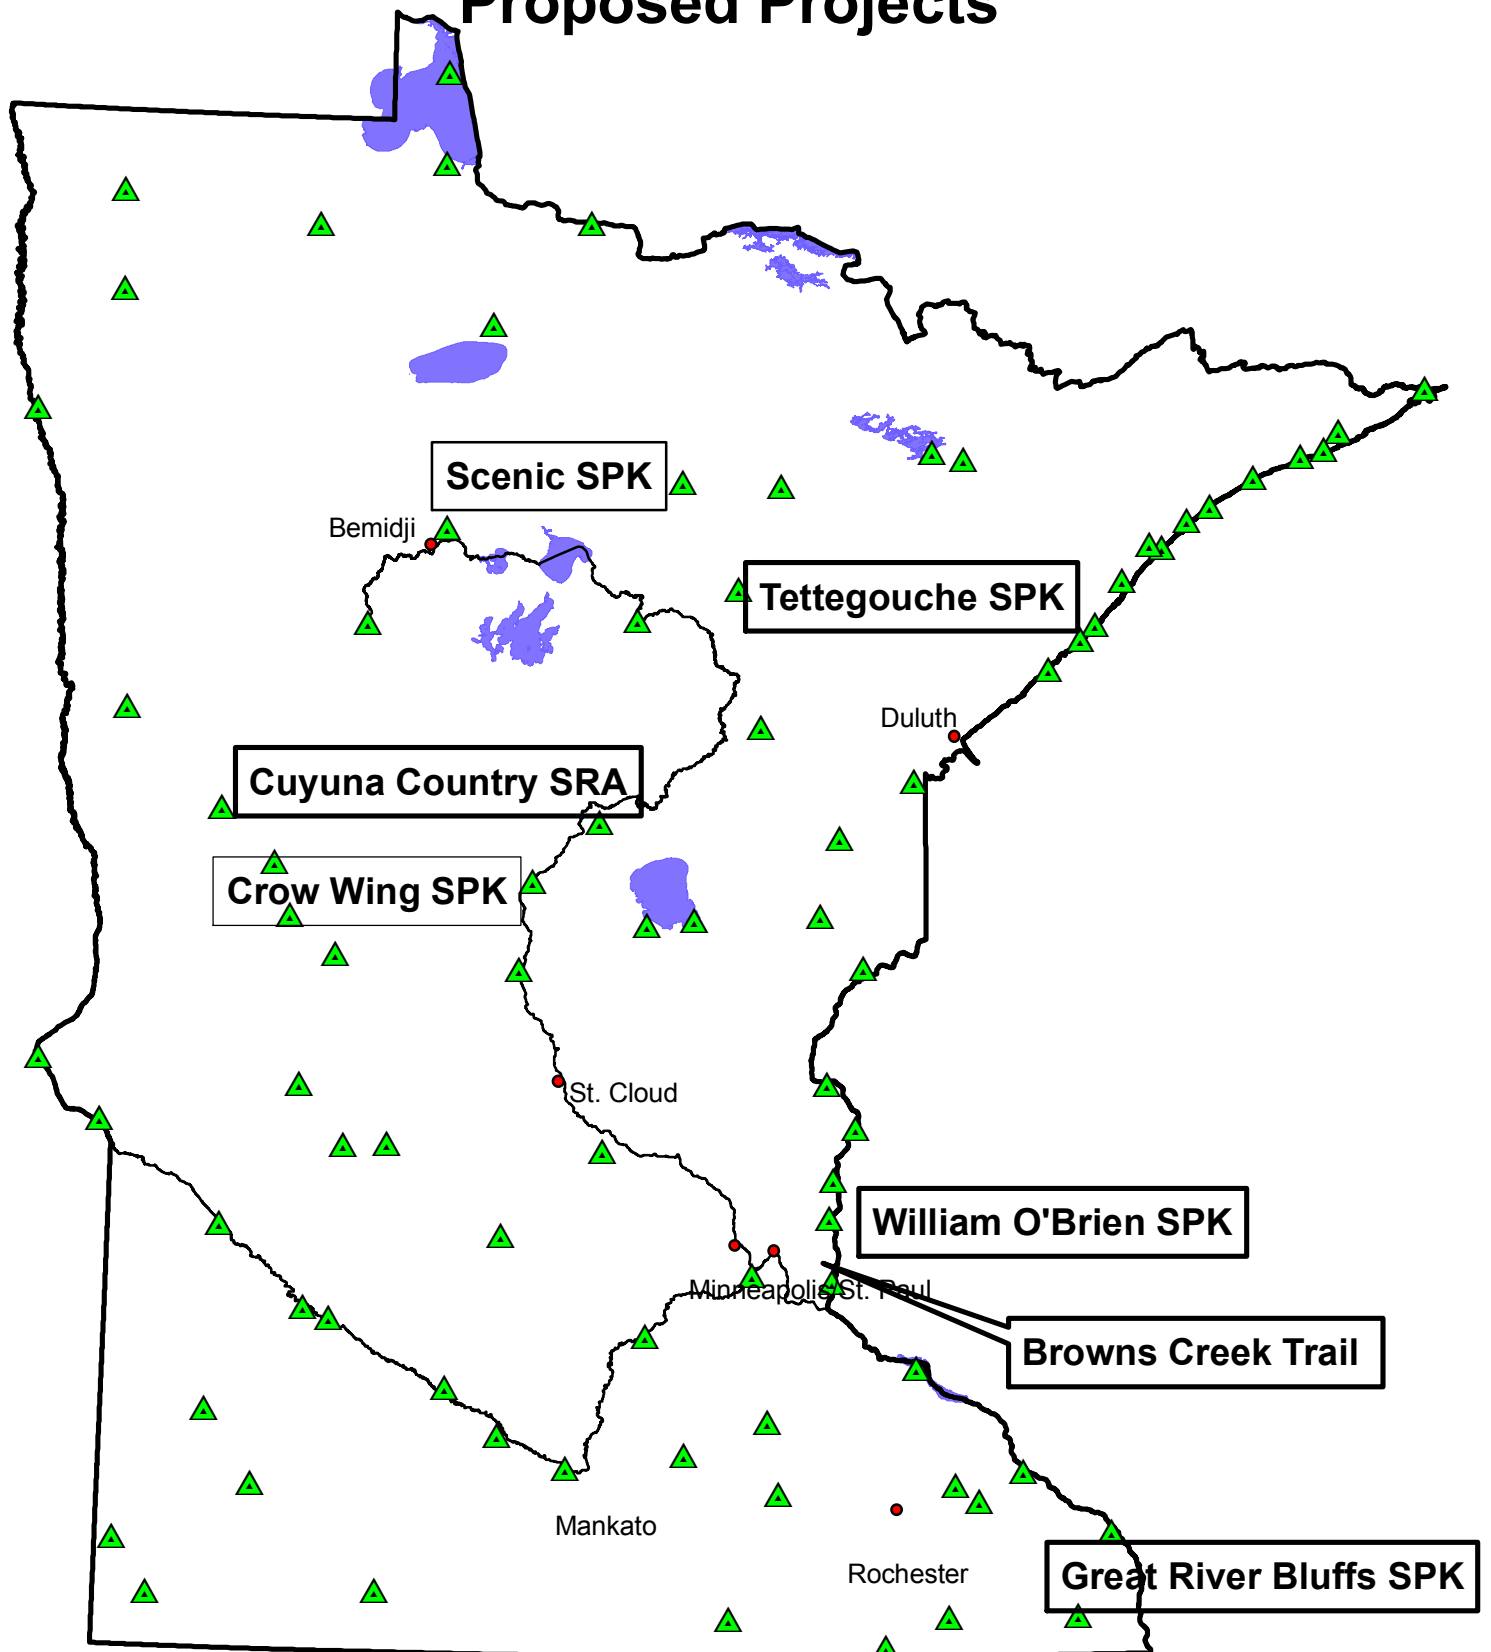 Proposed Projects
Scenic SPK
Bemidji
Tettegouche SPK
Duluth
Cuyuna Country SRA
Crow Wing SPK
St. Cloud
William O'Brien SPK
Minneapolis St. Paul
Browns Creek Trail
Mankato
Rochester
Great River Bluffs SPK